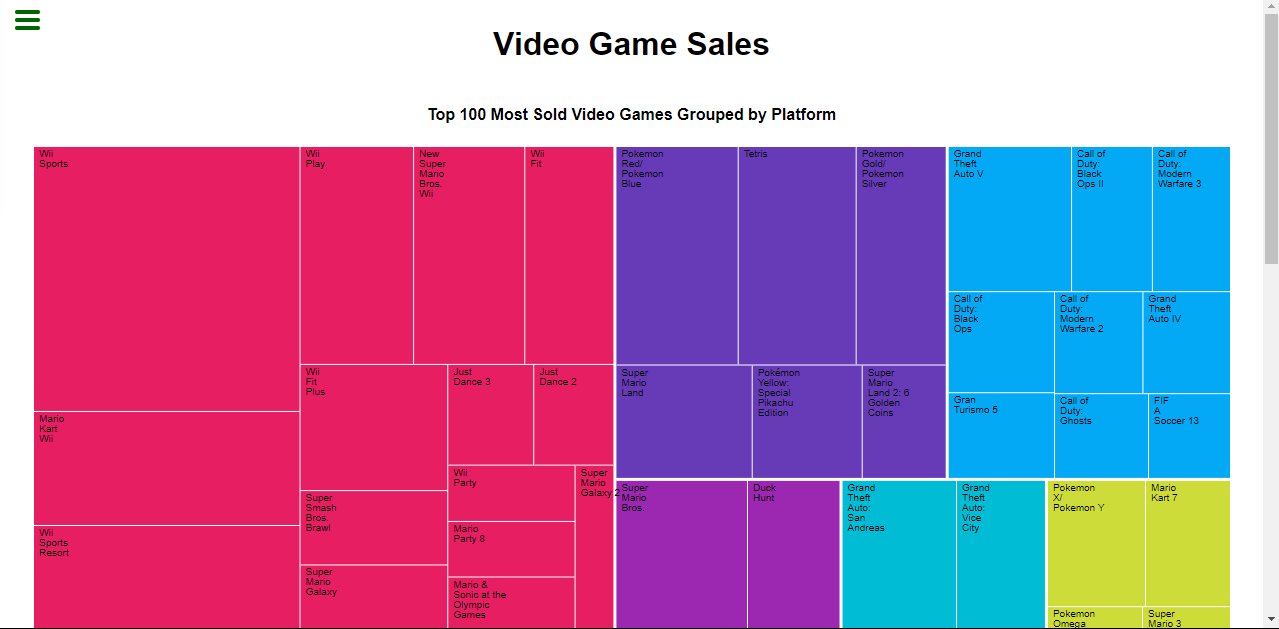 Video Game Sales
Top 100 Most Sold Video Games Grouped by Platform
Wii
Sports
Mario
Kart
Wii
Wii
Sports
Resort
Wii
Play
New
Super
Mario
Bros.
Wii
Wii
Fit
Wii
Fit
Plus
Super
Smash
Bros.
Brawl
Super
Mario
Galaxy
Just
Dance 3
Just
Dance 2
Wii
Party
Mario
Party 8
Mario &
Sonic at the
Olympic
Games
Super
Mario
Galaxy 2
Pokemon
Red/
Pokemon
Blue
Tetris
Pokemon
Gold/
Pokemon
Silver
Super
Mario
Land
Pokémon
Yellow:
Special
Pikachu
Edition
Super
Mario
Land 2: 6
Golden
Coins
Grand
Theft
Auto V
Call of
Duty:
Black
Ops II
Call of
Duty:
Modern
Warfare 3
Call of
Duty:
Black
Ops
Call of
Duty:
Modern
Warfare 2
Grand
Theft
Auto IV
Gran
Turismo 5
Call of
Duty:
Ghosts
FIF
A
Soccer 13
Super
Mario
Bros.
Duck
Hunt
Grand
Theft
Auto:
San
Andreas
Grand
Theft
Auto:
Vice
City
Pokemon
X/
Pokemon Y
Mario
Kart 7
Pokemon
Omega
Super
Mario 3